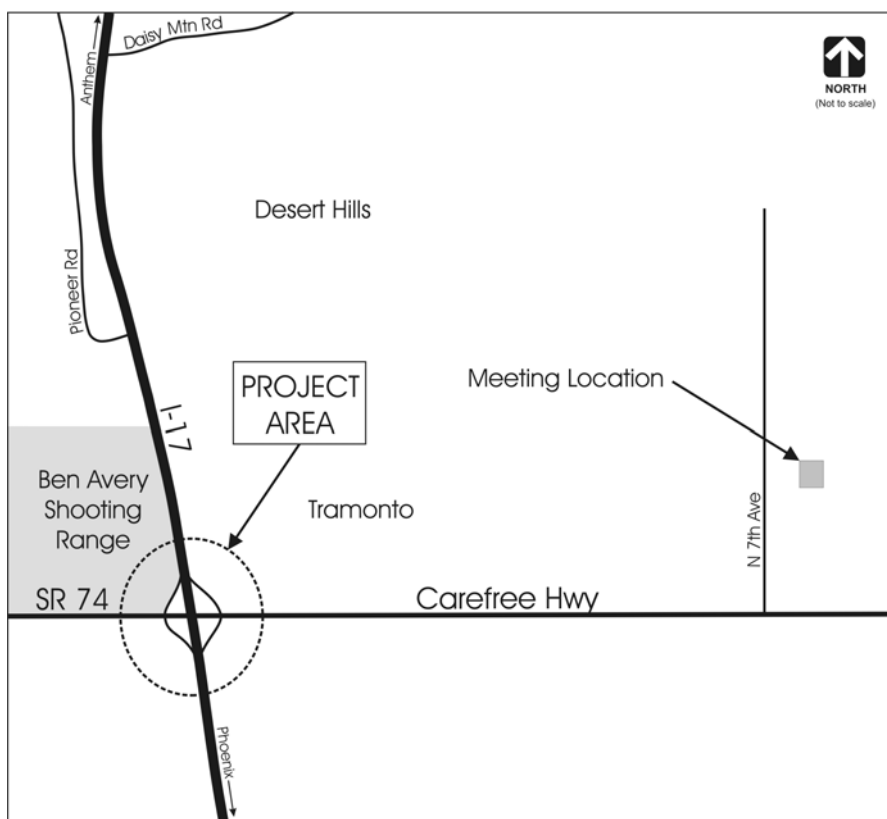 Daisy Mtn Rd
Anthem
NORTH
(Not to scale)
Desert Hills
Pioneer Rd
PROJECT
AREA
Meeting Location
I-17
Ben Avery
Shooting
Range
Tramonto
N 7th Ave
SR 74
Carefree Hwy
Phoenix